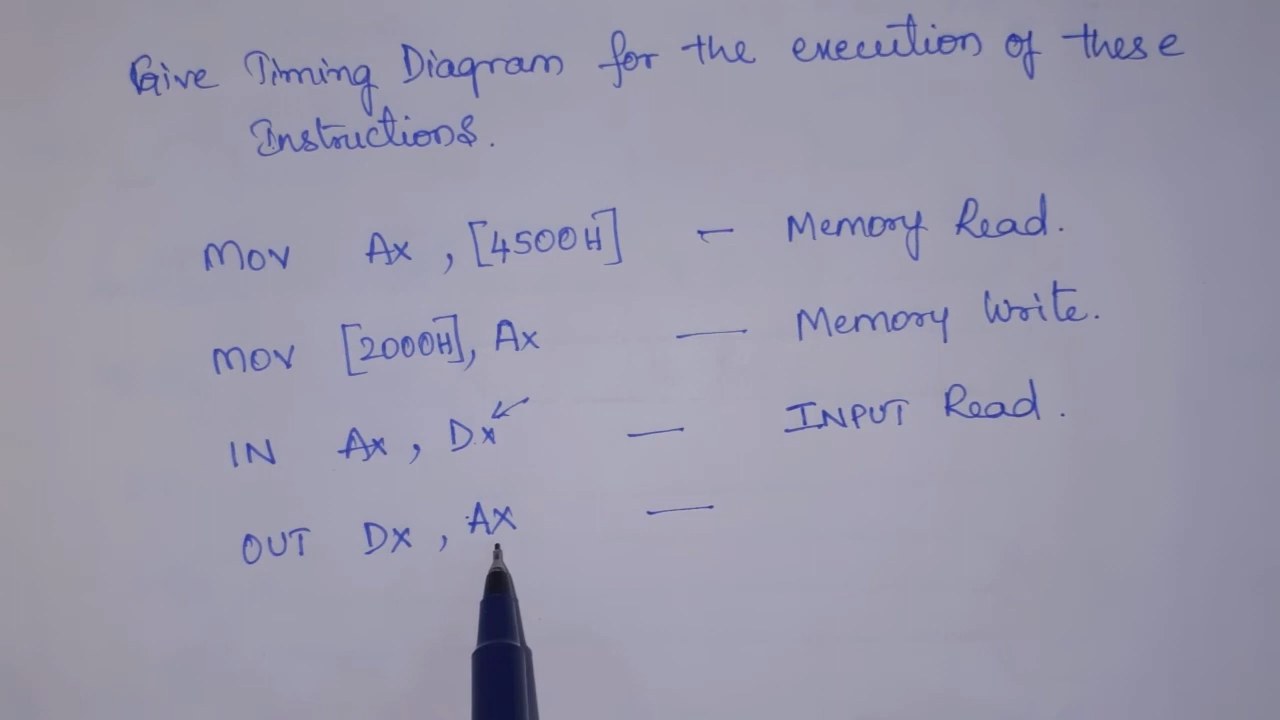 Give Timing Diagram for the execution of these
Instructions.
MOV AX, [4500H] - Memory Read.
MOV [2000H], AX — Memory Write.
IN AX, DX — INPUT Read.
OUT DX, AX —